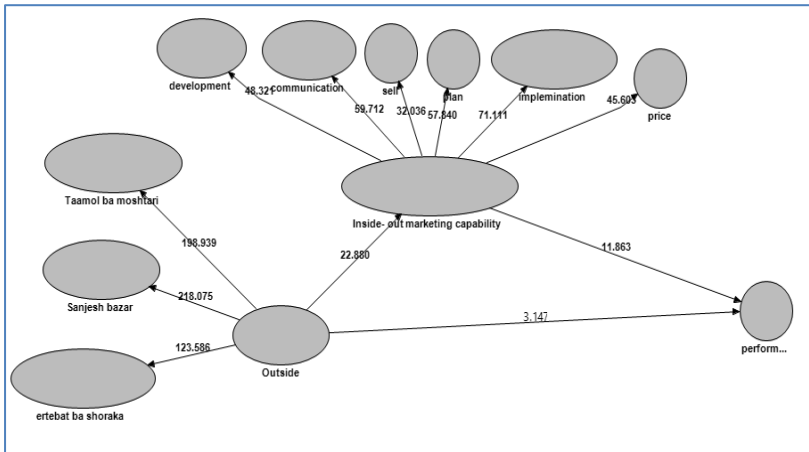 development
communication
sell
plan
implemination
price
48.321
59.712
32.036
57.840
71.111
45.603
Taamol ba moshtari
Inside- out marketing capability
198.939
22.880
11.863
Sanjesh bazar
218.075
3.147
perform...
123.586
Outside
ertebat ba shoraka